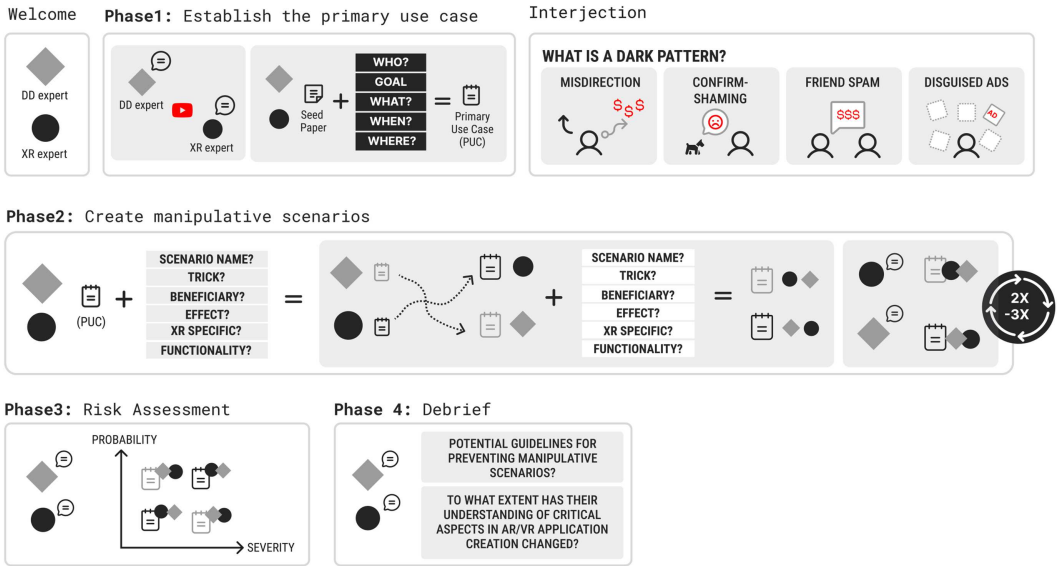 Welcome
Phase1: Establish the primary use case
Interjection
DD expert
XR expert
DD expert
XR expert
Seed
Paper
+
WHO?
GOAL
WHAT?
WHEN?
WHERE?
=
Primary
Use Case
(PUC)
WHAT IS A DARK PATTERN?
MISDIRECTION
$$$
CONFIRM-
SHAMING
FRIEND SPAM
$$$
DISGUISED ADS
AD
Phase2: Create manipulative scenarios
(PUC)
+
SCENARIO NAME?
TRICK?
BENEFICIARY?
EFFECT?
XR SPECIFIC?
FUNCTIONALITY?
=
+
SCENARIO NAME?
TRICK?
BENEFICIARY?
EFFECT?
XR SPECIFIC?
FUNCTIONALITY?
=
2X
-3X
Phase3: Risk Assessment
PROBABILITY
SEVERITY
Phase 4: Debrief
POTENTIAL GUIDELINES FOR
PREVENTING MANIPULATIVE
SCENARIOS?
TO WHAT EXTENT HAS THEIR
UNDERSTANDING OF CRITICAL
ASPECTS IN AR/VR APPLICATION
CREATION CHANGED?